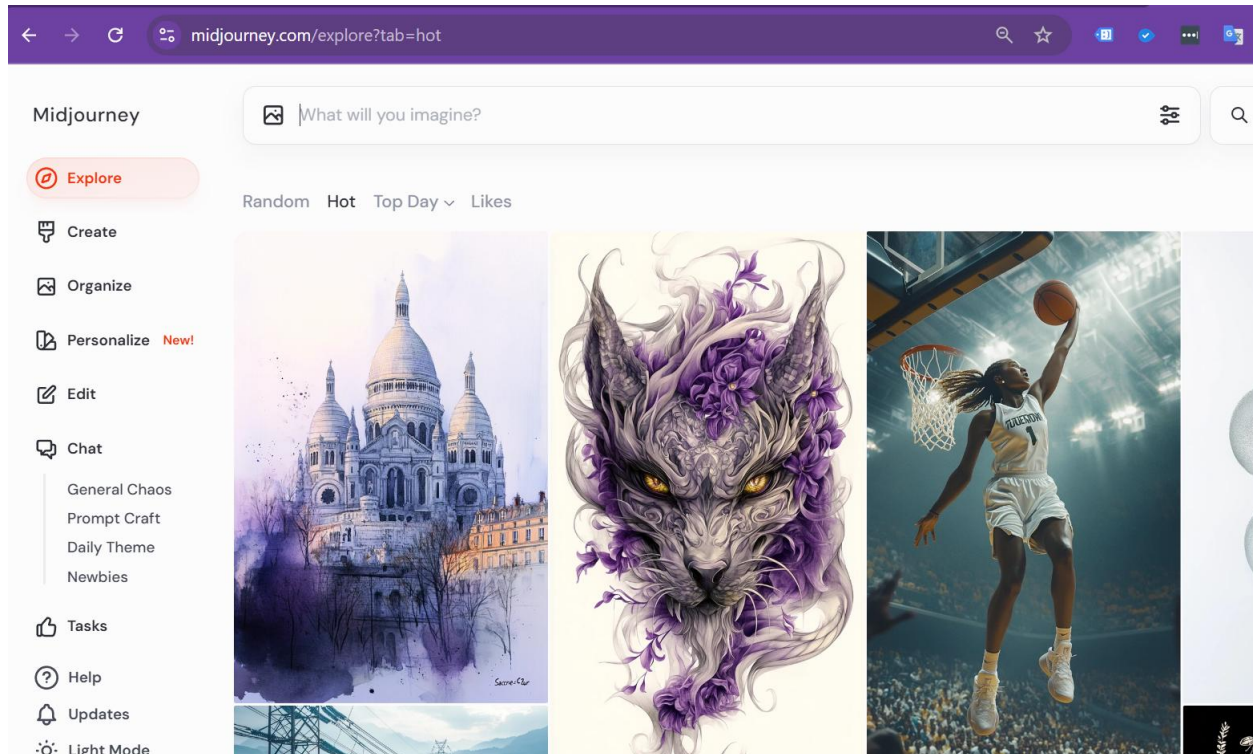 midjourney.com/explore?tab=hot
Midjourney
What will you imagine?
Explore
Create
Organize
Personalize New!
Edit
Chat
General Chaos
Prompt Craft
Daily Theme
Newbies
Tasks
Help
Updates
Light Mode
Random Hot Top Day Likes
1